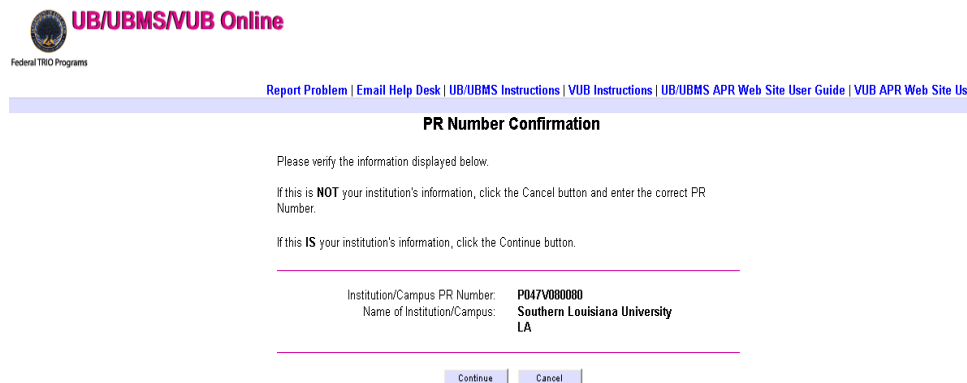 UB/UBMS/VUB Online
Federal TRIO Programs
Report Problem | Email Help Desk | UB/UBMS Instructions | VUB Instructions | UB/UBMS APR Web Site User Guide | VUB APR Web Site Us
PR Number Confirmation
Please verify the information displayed below.
If this is NOT your institution's information, click the Cancel button and enter the correct PR
Number.
If this IS your institution's information, click the Continue button.
Institution/Campus PR Number: P047V080080
Name of Institution/Campus: Southern Louisiana University
LA
Continue Cancel